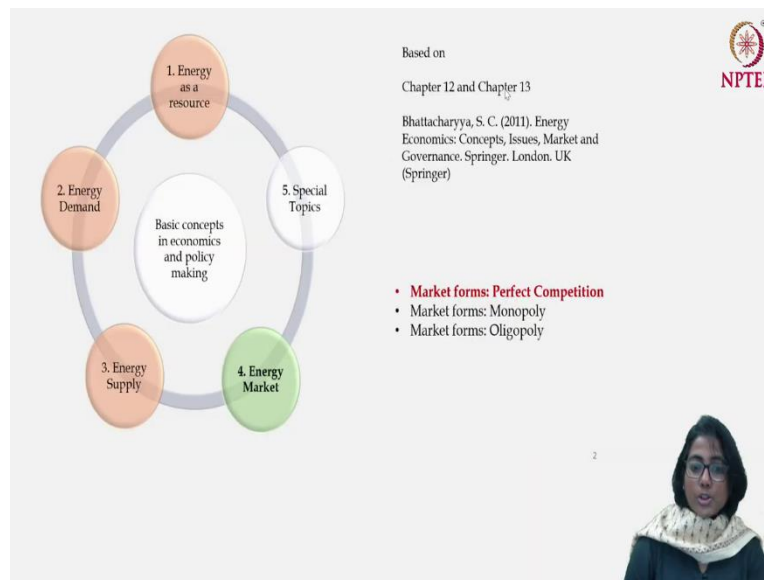 1. Energy
as a
resource
2. Energy
Demand
Basic concepts
in economics
and policy
making
5. Special
Topics
3. Energy
Supply
4. Energy
Market
Based on
Chapter 12 and Chapter 13
Bhattacharyya, S. C. (2011). Energy
Economics: Concepts, Issues, Market and
Governance. Springer. London. UK
(Springer)
• Market forms: Perfect Competition
• Market forms: Monopoly
• Market forms: Oligopoly
2
NPTE